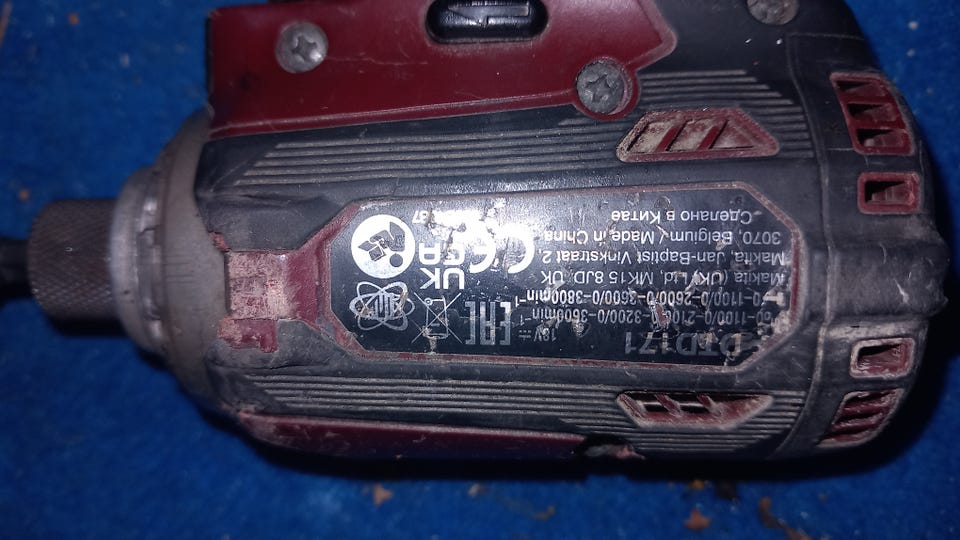 DTD171
18V ⎓
0-1100/0-2100/0-3200/0-3600min⁻¹
0-1100/0-2600/0-3600/0-3800min⁻¹
Makita (UK) Ltd. MK15 8JD UK
Makita, Jan-Baptist Vinkstraat 2
3070, Belgium / Made in China
Сделано в Китае
EAC
UK
CA
CE